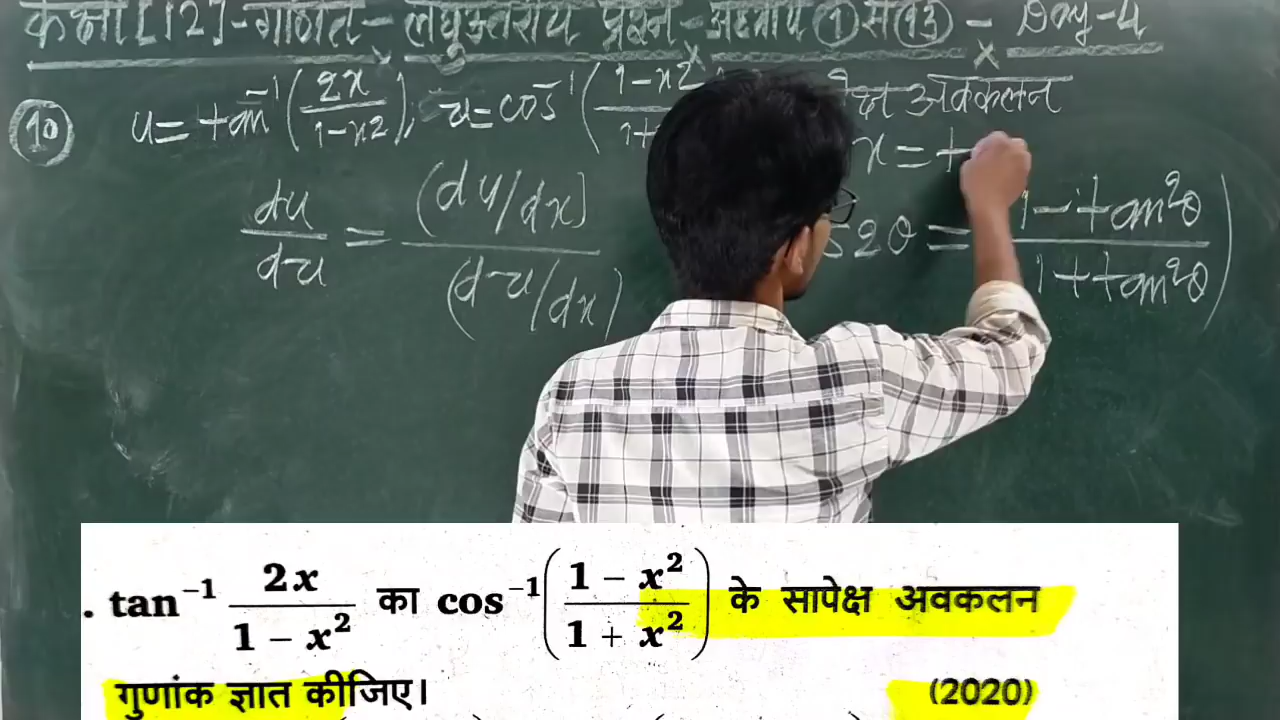 कक्षा [12]-गणित - लघुउत्तरीय प्रश्न - अध्याय ① से ⑬ - Day-4
⑩ u = tan⁻¹(2x/1-x2), v = cos⁻¹(1-x2/1+ अवकलन
x = t
du/dv = (du/dx)/(dv/dx) s2θ = 1-tan²θ/1+tan²θ)
. tan⁻¹ 2x/1 − x² का cos⁻¹(1 − x²/1 + x²) के सापेक्ष अवकलन
गुणांक ज्ञात कीजिए। (2020)